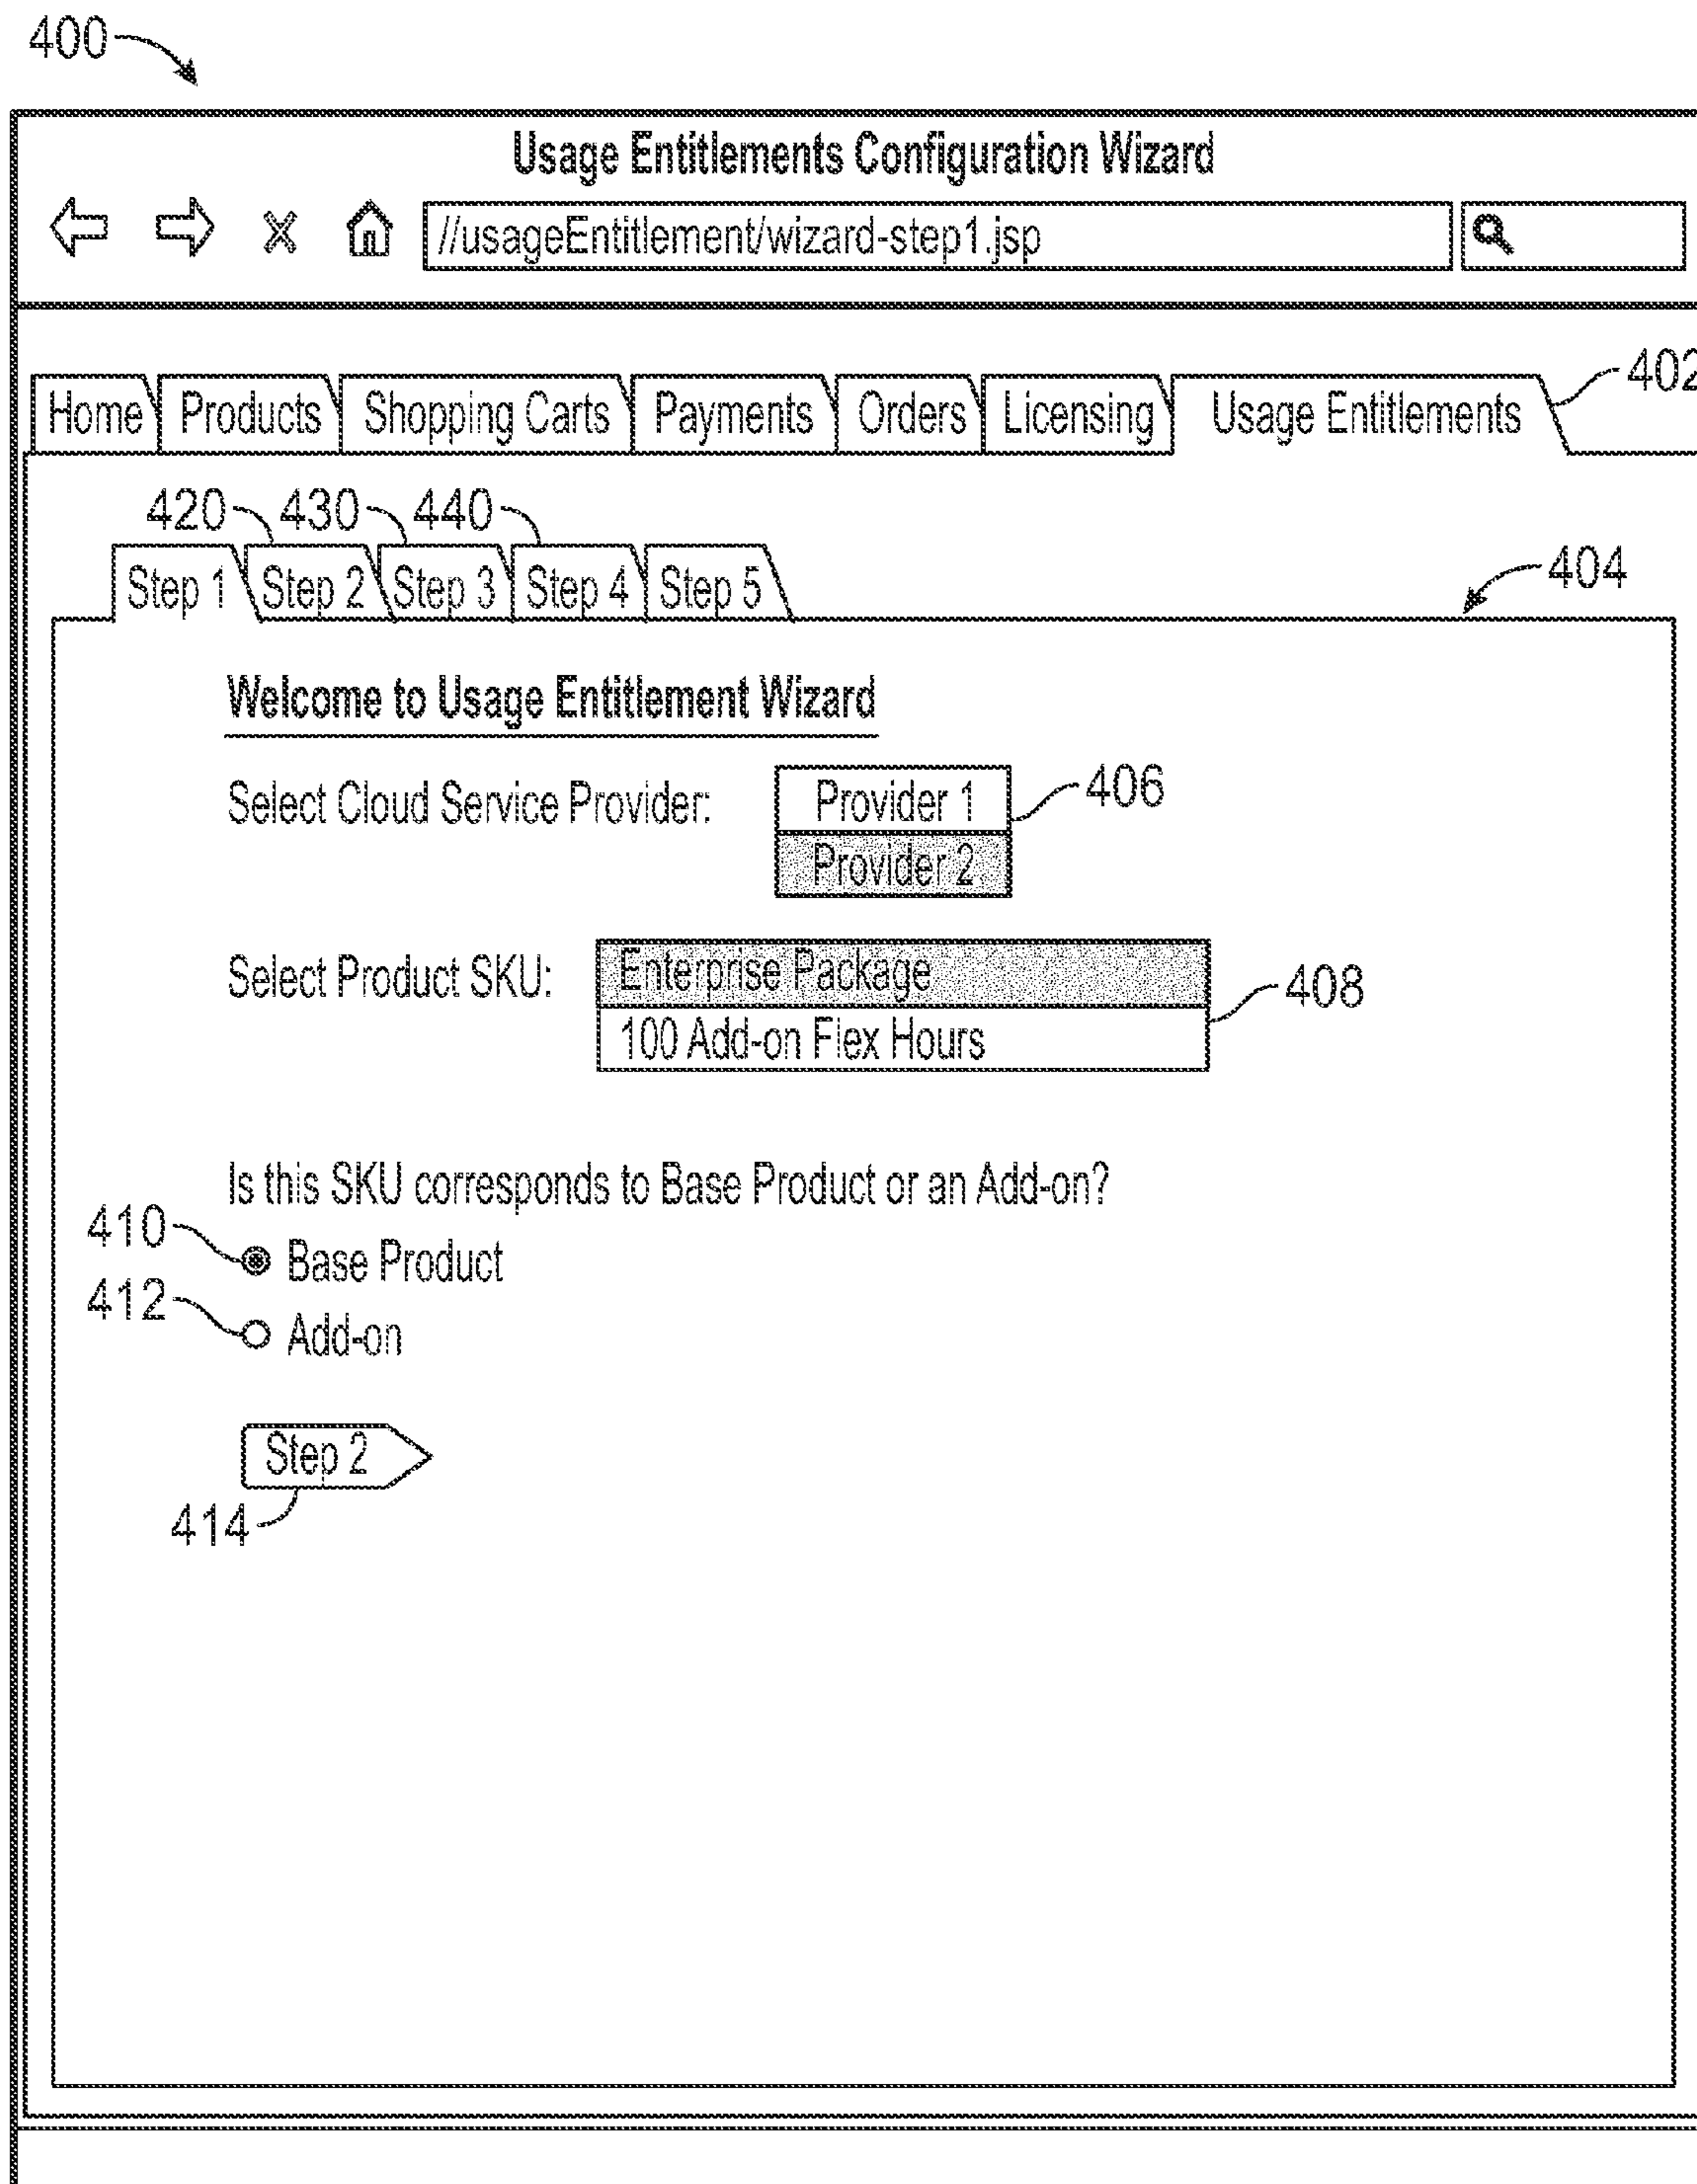 400
Usage Entitlements Configuration Wizard
//usageEntitlement/wizard-step1.jsp
402
Home Products Shopping Carts Payments Orders Licensing Usage Entitlements
420 430 440
404
Step 1 Step 2 Step 3 Step 4 Step 5
Welcome to Usage Entitlement Wizard
Select Cloud Service Provider: Provider 1 406
Provider 2
Select Product SKU: Enterprise Package
408
100 Add-on Flex Hours
Is this SKU corresponds to Base Product or an Add-on?
410
Base Product
412
Add-on
Step 2
414